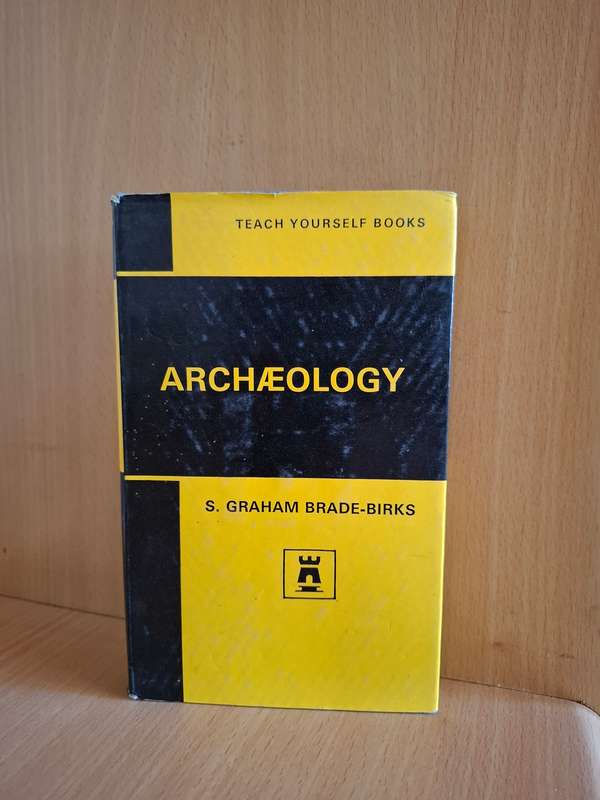 TEACH YOURSELF BOOKS
ARCHÆOLOGY
S. GRAHAM BRADE-BIRKS